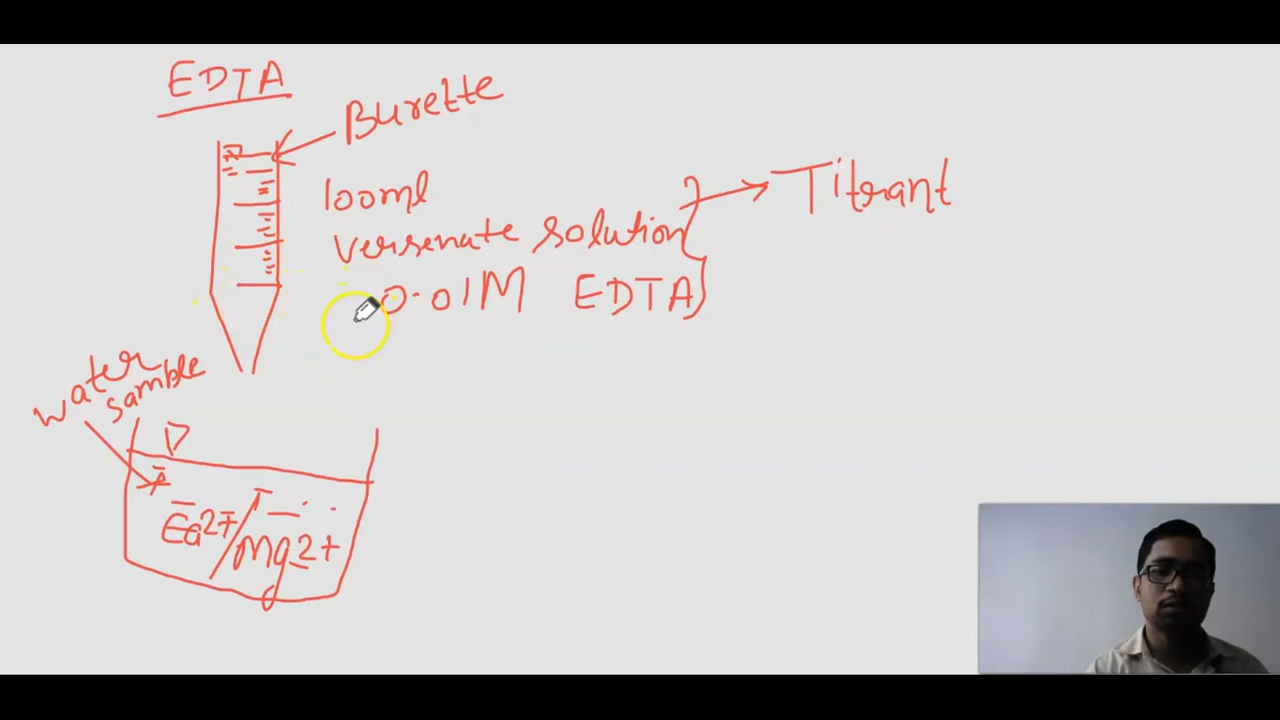 EDTA
Burette
100ml
versenate solution
0.01M EDTA
Titrant
water
sample
Ca2+/Mg2+